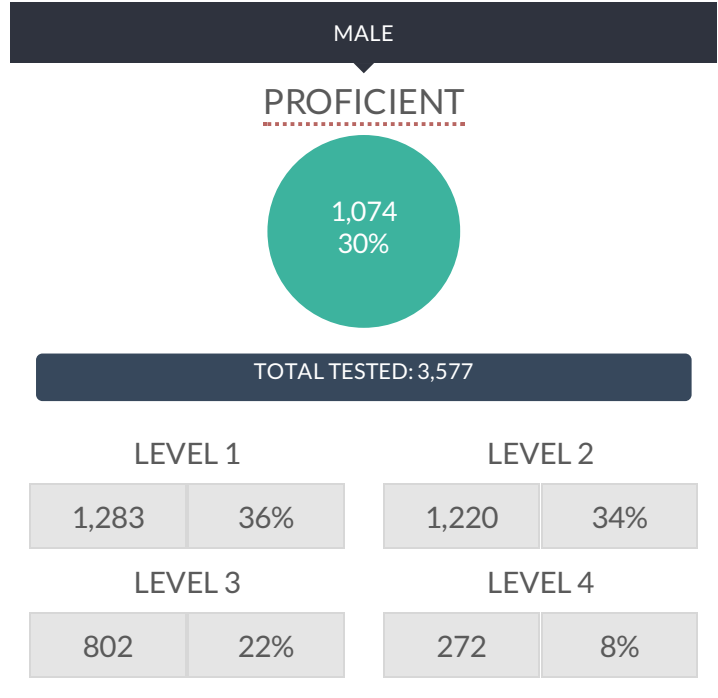 MALE
PROFICIENT
1,074
30%
TOTAL TESTED: 3,577
LEVEL 1
1,283 36%
LEVEL 2
1,220 34%
LEVEL 3
802 22%
LEVEL 4
272 8%